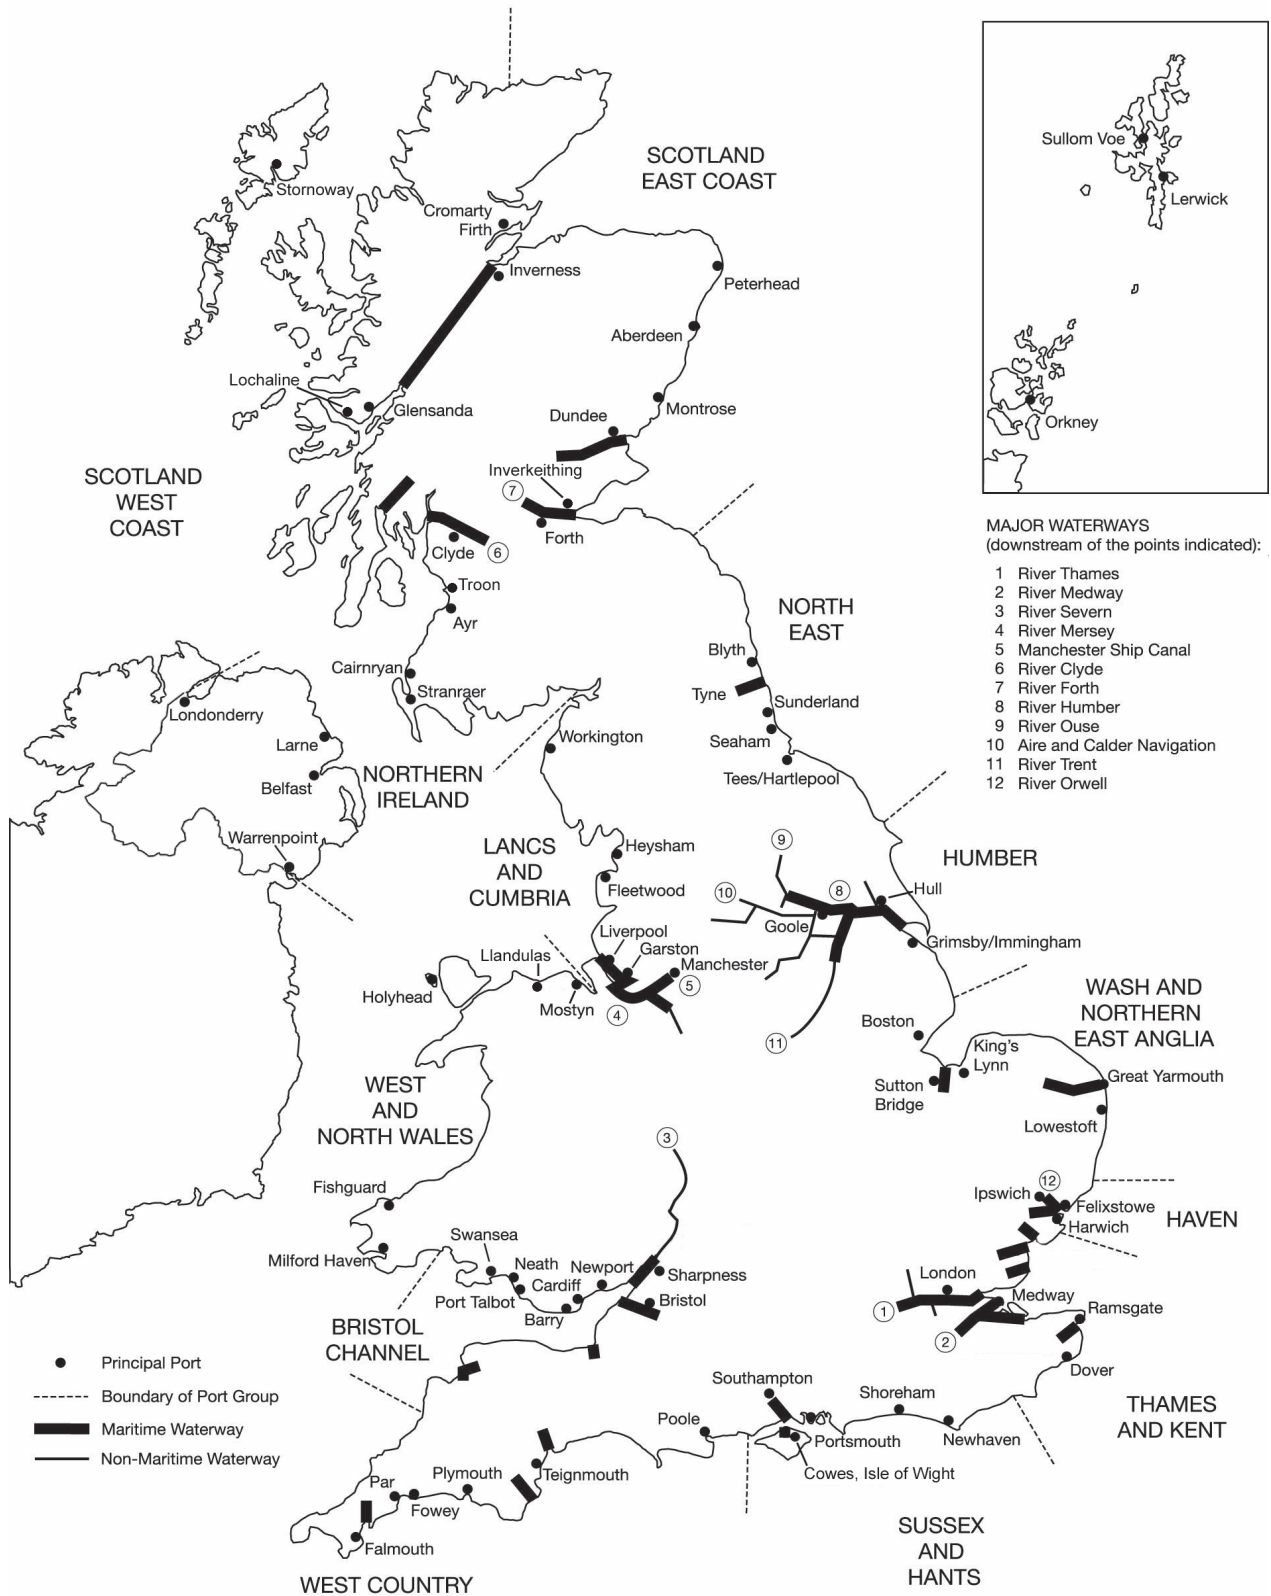 SCOTLAND
EAST COAST
Stornoway
Cromarty
Firth
Inverness
Peterhead
Aberdeen
Lochaline
Glensanda
Montrose
Dundee
Inverkeithing
7
Forth
SCOTLAND
WEST
COAST
Clyde
6
Troon
Ayr
Cairnryan
Stranraer
Sullom Voe
Lerwick
Orkney
MAJOR WATERWAYS
(downstream of the points indicated):
1 River Thames
2 River Medway
3 River Severn
4 River Mersey
5 Manchester Ship Canal
6 River Clyde
7 River Forth
8 River Humber
9 River Ouse
10 Aire and Calder Navigation
11 River Trent
12 River Orwell
NORTH
EAST
Blyth
Tyne
Sunderland
Seaham
Tees/Hartlepool
Londonderry
Larne
Belfast
Warrenpoint
NORTHERN
IRELAND
Workington
LANCS
AND
CUMBRIA
Heysham
Fleetwood
Liverpool
Garston
Manchester
5
4
HUMBER
9
8
10
Hull
Goole
Grimsby/Immingham
11
Llandulas
Holyhead
Mostyn
WEST
AND
NORTH WALES
Fishguard
Milford Haven
WASH AND
NORTHERN
EAST ANGLIA
Boston
King's
Lynn
Sutton
Bridge
Great Yarmouth
Lowestoft
3
Swansea
Neath
Port Talbot
Cardiff
Barry
Newport
Sharpness
Bristol
BRISTOL
CHANNEL
12
Ipswich
Felixstowe
Harwich
HAVEN
London
1
Medway
2
Ramsgate
Dover
THAMES
AND KENT
Southampton
Shoreham
Poole
Portsmouth
Newhaven
Cowes, Isle of Wight
SUSSEX
AND
HANTS
Principal Port
Boundary of Port Group
Maritime Waterway
Non-Maritime Waterway
Par
Plymouth
Teignmouth
Fowey
Falmouth
WEST COUNTRY